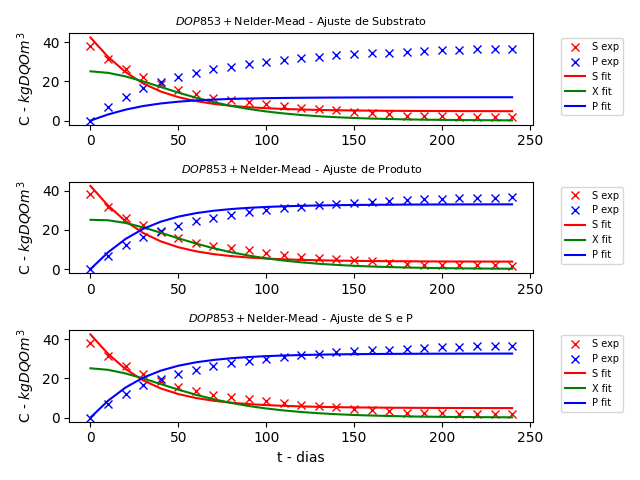 DOP853 + Nelder-Mead - Ajuste de Substrato
C - kgDQOm³
40
20
0
0 50 100 150 200 250
S exp
P exp
S fit
X fit
P fit
DOP853 + Nelder-Mead - Ajuste de Produto
C - kgDQOm³
40
20
0
0 50 100 150 200 250
S exp
P exp
S fit
X fit
P fit
DOP853 + Nelder-Mead - Ajuste de S e P
C - kgDQOm³
40
20
0
0 50 100 150 200 250
t - dias
S exp
P exp
S fit
X fit
P fit